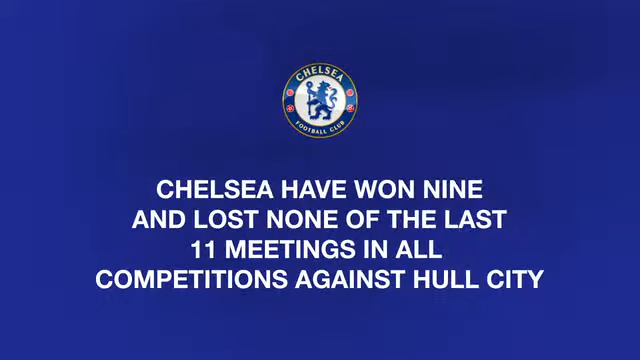 CHELSEA
FOOTBALL CLUB
CHELSEA HAVE WON NINE
AND LOST NONE OF THE LAST
11 MEETINGS IN ALL
COMPETITIONS AGAINST HULL CITY